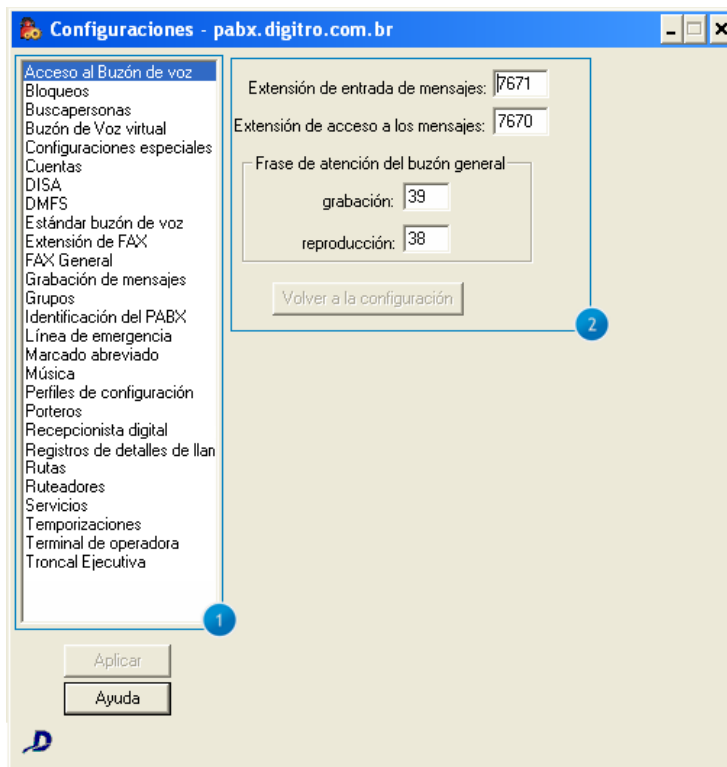 Configuraciones - pabx.digitro.com.br
Acceso al Buzón de voz
Bloqueos
Buscapersonas
Buzón de Voz virtual
Configuraciones especiales
Cuentas
DISA
DMFS
Estándar buzón de voz
Extensión de FAX
FAX General
Grabación de mensajes
Grupos
Identificación del PABX
Línea de emergencia
Marcado abreviado
Música
Perfiles de configuración
Porteros
Recepcionista digital
Registros de detalles de llan
Rutas
Ruteadores
Servicios
Temporizaciones
Terminal de operadora
Troncal Ejecutiva
1
Extensión de entrada de mensajes: 7671
Extensión de acceso a los mensajes: 7670
Frase de atención del buzón general
grabación: 39
reproducción: 38
Volver a la configuración
2
Aplicar
Ayuda